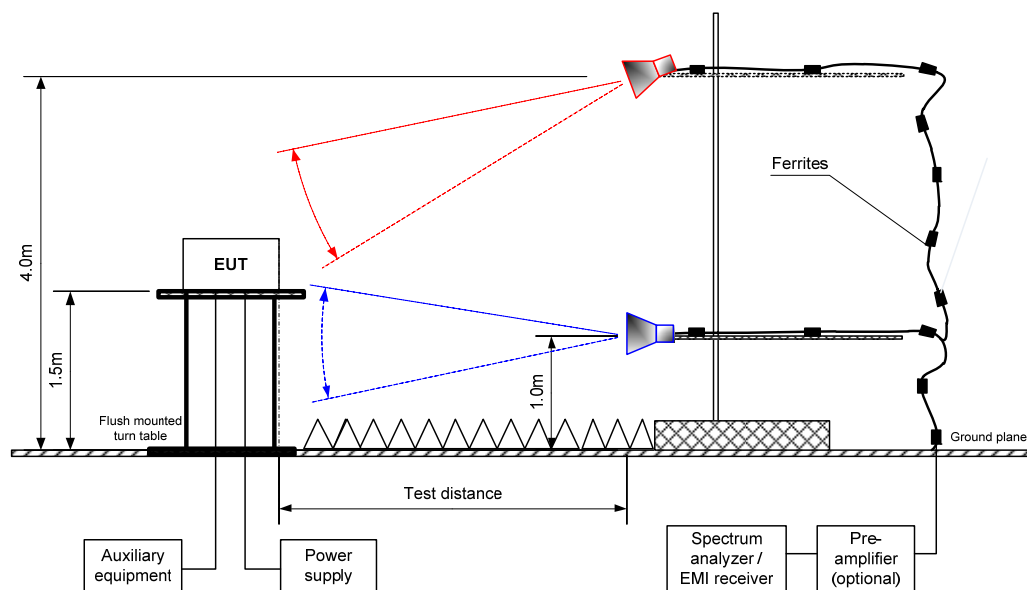 Ferrites
EUT
4.0m
1.5m
1.0m
Flush mounted
turn table
Ground plane
Test distance
Auxiliary
equipment
Power
supply
Spectrum
analyzer /
EMI receiver
Pre-
amplifier
(optional)